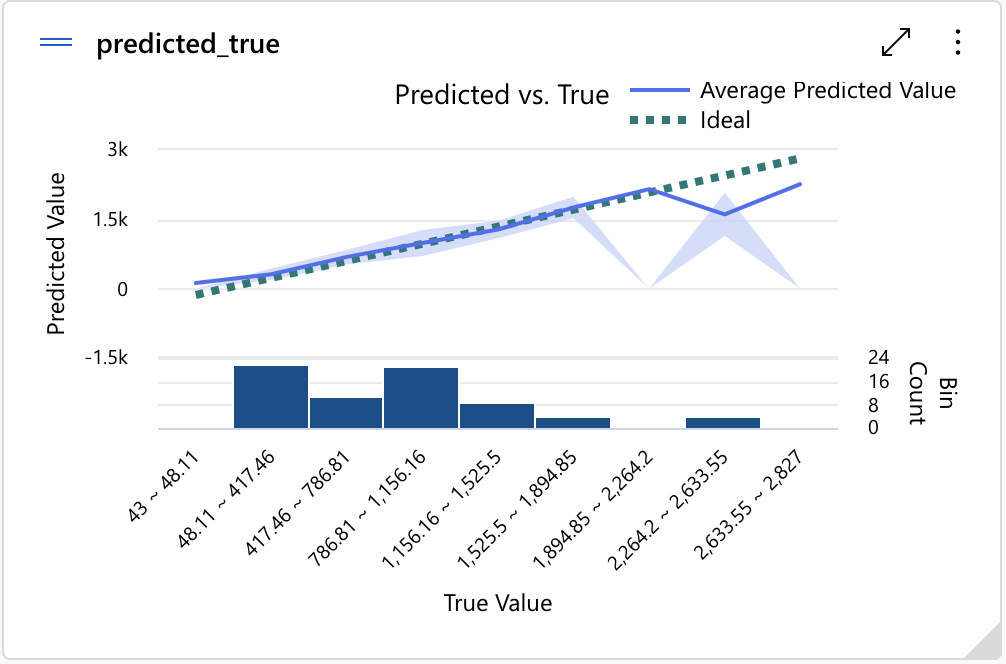 predicted_true
Predicted vs. True
Average Predicted Value
Ideal
Predicted Value
3k
1.5k
0
-1.5k
24
16
8
0
Bin
Count
43 ~ 48.11
48.11 ~ 417.46
417.46 ~ 786.81
786.81 ~ 1,156.16
1,156.16 ~ 1,525.5
1,525.5 ~ 1,894.85
1,894.85 ~ 2,264.2
2,264.2 ~ 2,633.55
2,633.55 ~ 2,827
True Value